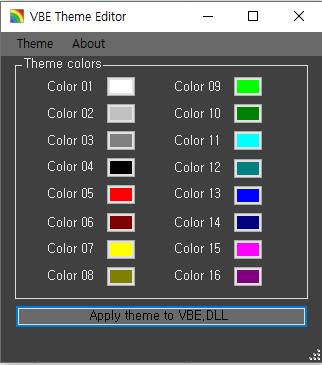 VBE Theme Editor
Theme About
Theme colors
Color 01 Color 09
Color 02 Color 10
Color 03 Color 11
Color 04 Color 12
Color 05 Color 13
Color 06 Color 14
Color 07 Color 15
Color 08 Color 16
Apply theme to VBE,DLL